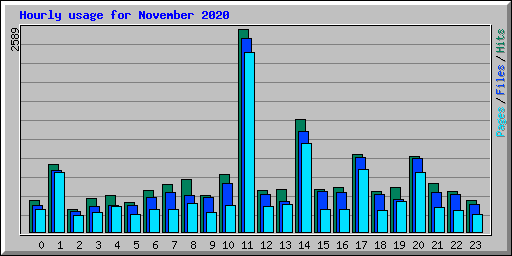 Hourly usage for November 2020
2589
Pages / Files / Hits
0 1 2 3 4 5 6 7 8 9 10 11 12 13 14 15 16 17 18 19 20 21 22 23